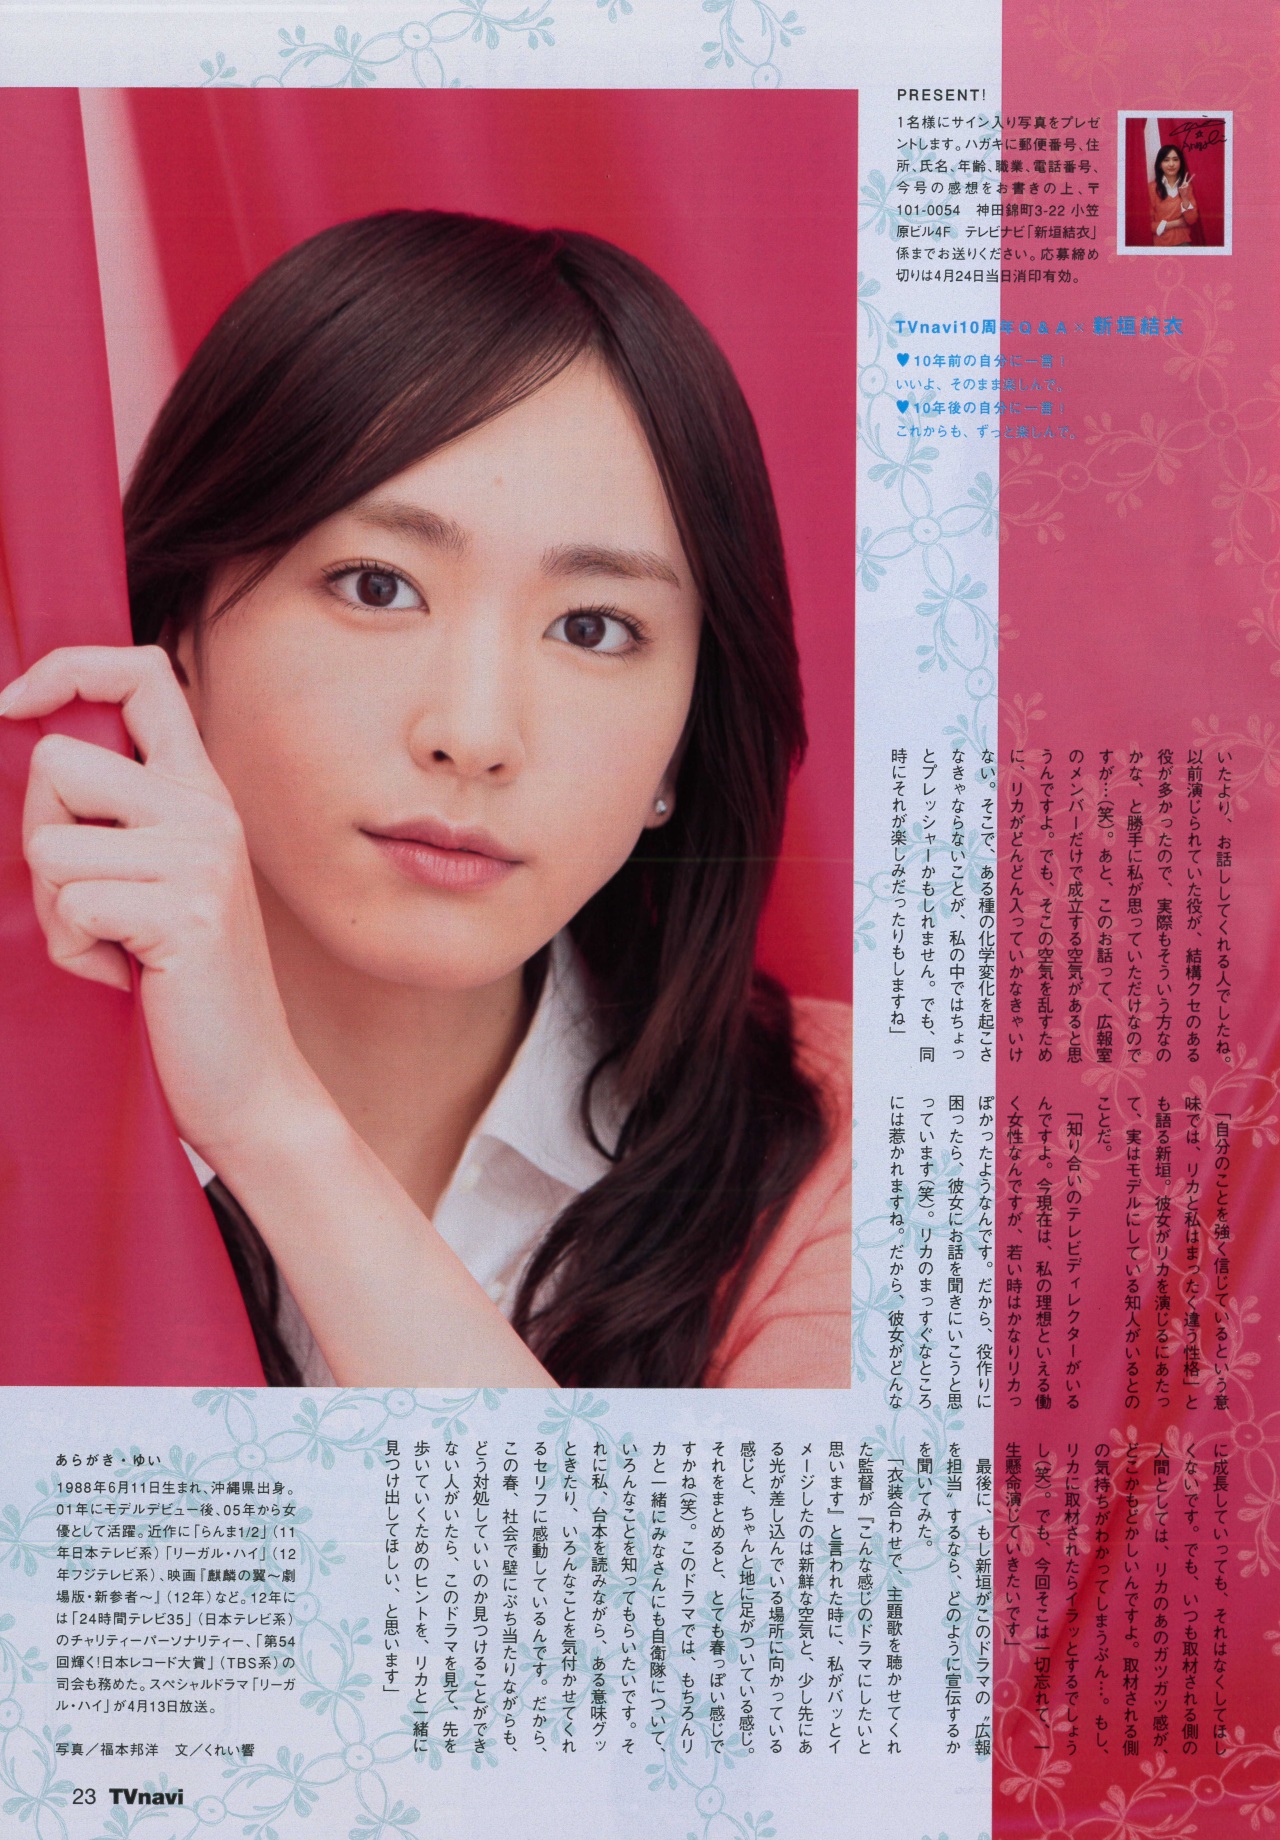 PRESENT!
1名様にサイン入り写真をプレゼ
ントします。ハガキに郵便番号、住
所、氏名、年齢、職業、電話番号、
今号の感想をお書きの上、〒
101-0054　神田錦町3-22 小笠
原ビル4F　テレビナビ「新垣結衣」
係までお送りください。応募締め
切りは4月24日当日消印有効。
TVnavi10周年Q&A×新垣結衣
♥10年前の自分に一言！
いいよ、そのまま楽しんで。
♥10年後の自分に一言！
これからも、ずっと楽しんで。
いたより、お話ししてくれる人でしたね。
以前演じられていた役が、結構クセのある
役が多かったので、実際もそういう方なの
かな、と勝手に私が思っていただけなので
すが…(笑)。あと、このお話って、広報室
のメンバーだけで成立する空気があると思
うんですよ。でも、そこの空気を乱すため
に、リカがどんどん入っていかなきゃいけ
ない。そこで、ある種の化学変化を起こさ
なきゃならないことが、私の中ではちょっ
とプレッシャーかもしれません。でも、同
時にそれが楽しみだったりもしますね」
「自分のことを強く信じているという意
味では、リカと私はまったく違う性格」と
も語る新垣。彼女がリカを演じるにあたっ
て、実はモデルにしている知人がいるとの
ことだ。
「知り合いのテレビディレクターがいる
んですよ。今現在は、私の理想といえる働
く女性なんですが、若い時はかなりリカっ
ぽかったようなんです。だから、役作りに
困ったら、彼女にお話を聞きにいこうと思
っています(笑)。リカのまっすぐなところ
には惹かれますね。だから、彼女がどんな
に成長していっても、それはなくしてほし
くないです。でも、いつも取材される側の
人間としては、リカのあのガツガツ感が、
どこかもどかしいんですよ。取材される側
の気持ちがわかってしまうぶん…。もし、
リカに取材されたらイラッとするでしょう
し(笑)。でも、今回そこは一切忘れて、一
生懸命演じていきたいです」
最後に、もし新垣がこのドラマの〝広報
を担当〟するなら、どのように宣伝するか
を聞いてみた。
「衣装合わせで、主題歌を聴かせてくれ
た監督が『こんな感じのドラマにしたいと
思います』と言われた時に、私がバッとイ
メージしたのは新鮮な空気と、少し先にあ
る光が差し込んでいる場所に向かっている
感じと、ちゃんと地に足がついている感じ。
それをまとめると、とても春っぽい感じで
すかね(笑)。このドラマでは、もちろんリ
カと一緒にみなさんにも自衛隊について、
いろんなことを知ってもらいたいです。そ
れに私、台本を読みながら、ある意味グッ
ときたり、いろんなことを気付かせてくれ
るセリフに感動しているんです。だから、
この春、社会で壁にぶち当たりながらも、
どう対処していいのか見つけることができ
ない人がいたら、このドラマを見て、先を
歩いていくためのヒントを、リカと一緒に
見つけ出してほしい、と思います」
あらがき・ゆい
1988年6月11日生まれ、沖縄県出身。
01年にモデルデビュー後、05年から女
優として活躍。近作に「らんま1/2」（11
年日本テレビ系）「リーガル・ハイ」（12
年フジテレビ系）、映画『麒麟の翼〜劇
場版・新参者〜』（12年）など。12年に
は「24時間テレビ35」（日本テレビ系）
のチャリティーパーソナリティー、「第54
回輝く！日本レコード大賞」（TBS系）の
司会も務めた。スペシャルドラマ「リーガ
ル・ハイ」が4月13日放送。
写真／福本邦洋　文／くれい響
23 TVnavi